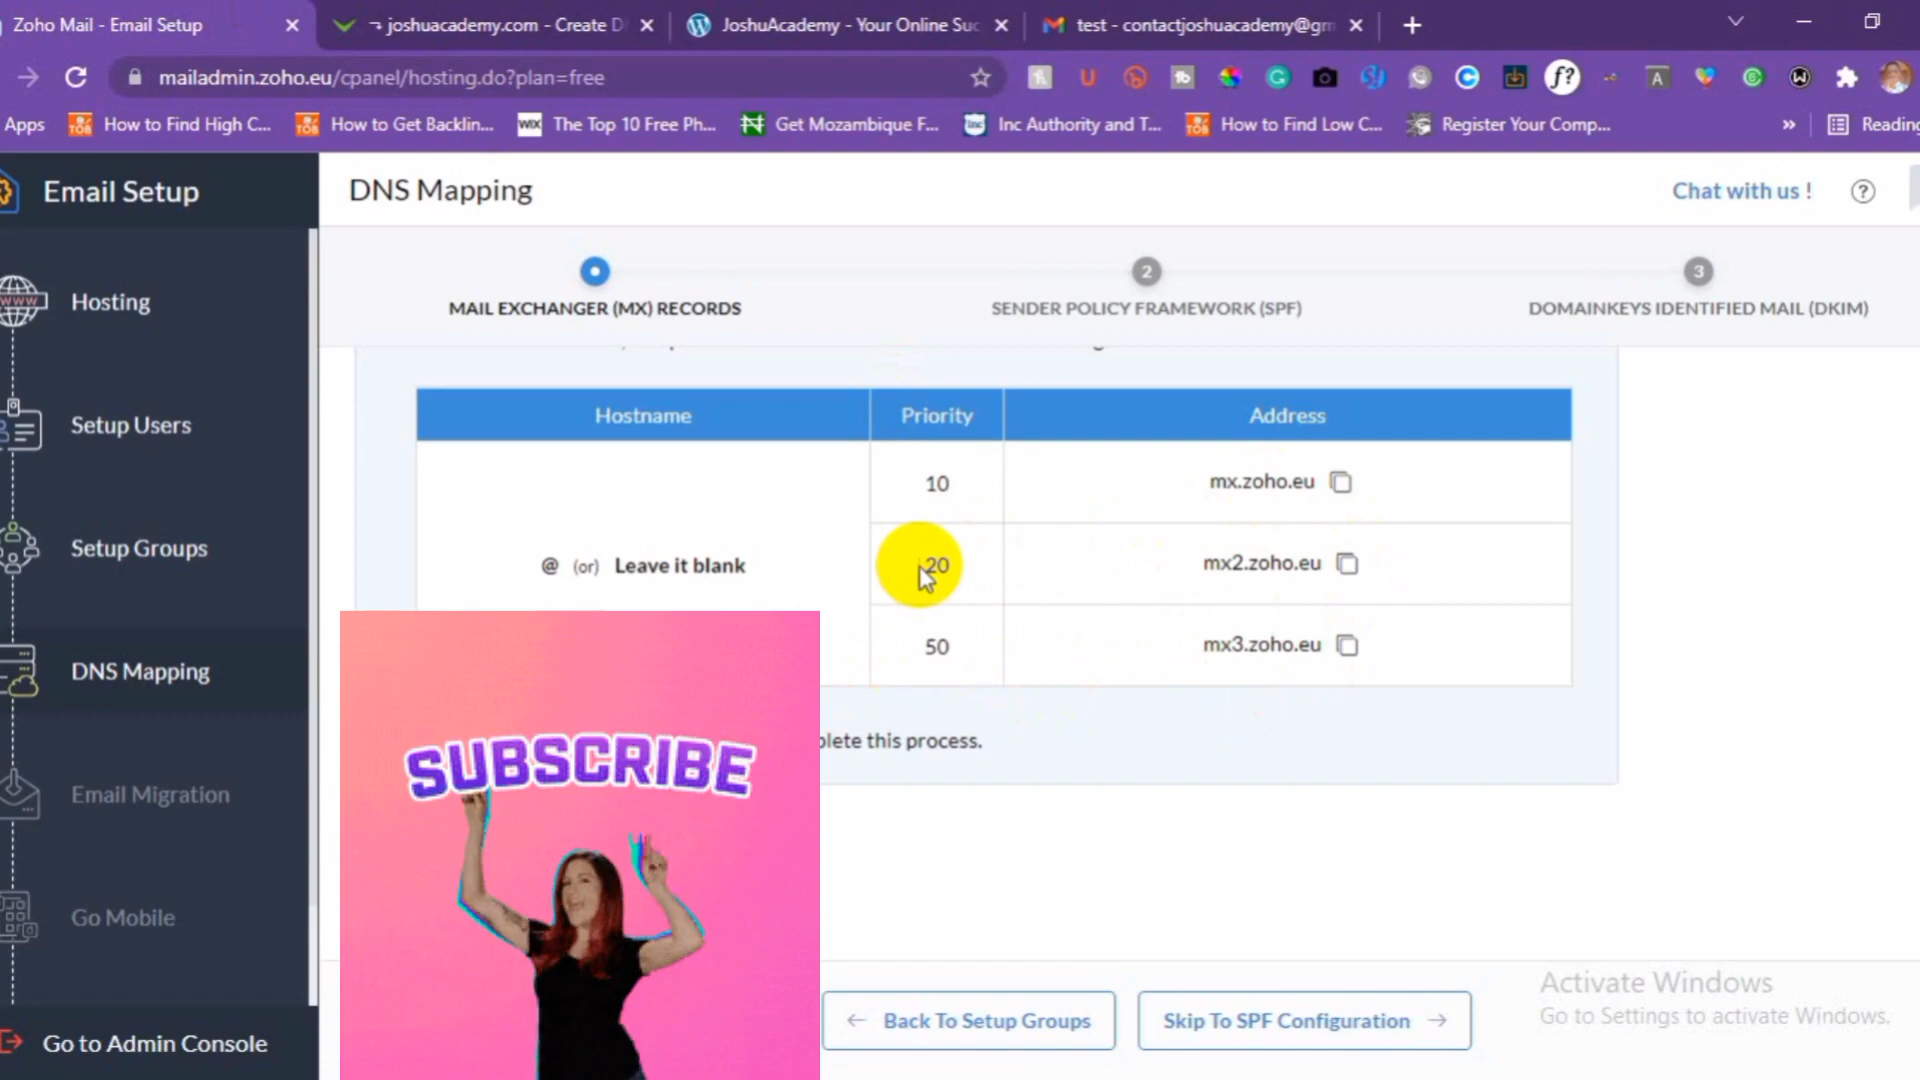 Zoho Mail - Email Setup
joshuacademy.com - Create D
JoshuAcademy - Your Online Suc
test - contactjoshuacademy@gm
mailadmin.zoho.eu/cpanel/hosting.do?plan=free
Apps
How to Find High C...
How to Get Backlin...
WIX
The Top 10 Free Ph...
Get Mozambique F...
Inc Authority and T...
How to Find Low C...
Register Your Comp...
»
Reading
Email Setup
DNS Mapping
Chat with us !
?
2
3
MAIL EXCHANGER (MX) RECORDS
SENDER POLICY FRAMEWORK (SPF)
DOMAINKEYS IDENTIFIED MAIL (DKIM)
WWW
Hosting
Setup Users
Setup Groups
DNS Mapping
Email Migration
Go Mobile
Go to Admin Console
Hostname
Priority
Address
@ (or) Leave it blank
10
mx.zoho.eu
20
mx2.zoho.eu
50
mx3.zoho.eu
plete this process.
SUBSCRIBE
← Back To Setup Groups
Skip To SPF Configuration →
Activate Windows
Go to Settings to activate Windows.